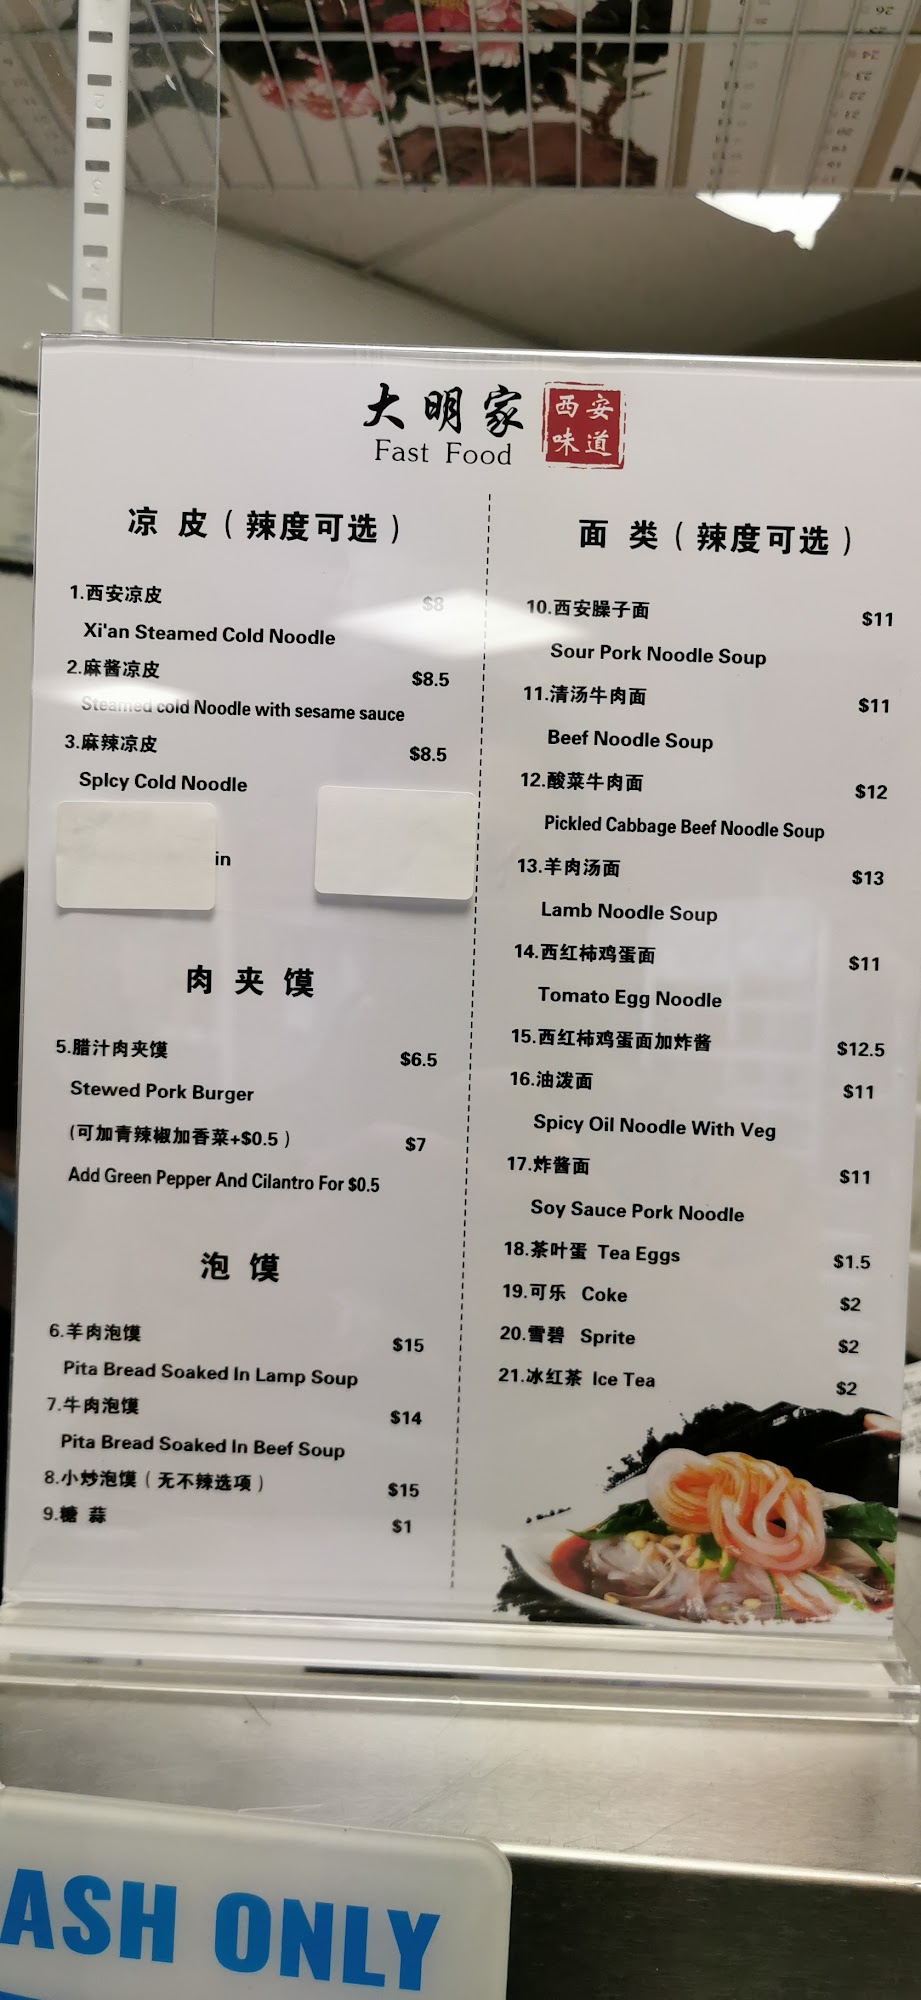 大明家
Fast Food
西安
味道
凉 皮（辣度可选）
1.西安凉皮 $8
Xi'an Steamed Cold Noodle
2.麻酱凉皮 $8.5
Steamed cold Noodle with sesame sauce
3.麻辣凉皮 $8.5
SpIcy Cold Noodle
in
肉 夹 馍
5.腊汁肉夹馍 $6.5
Stewed Pork Burger
(可加青辣椒加香菜+$0.5） $7
Add Green Pepper And Cilantro For $0.5
泡 馍
6.羊肉泡馍 $15
Pita Bread Soaked In Lamp Soup
7.牛肉泡馍 $14
Pita Bread Soaked In Beef Soup
8.小炒泡馍（无不辣选项） $15
9.糖 蒜 $1
面 类（辣度可选）
10.西安臊子面 $11
Sour Pork Noodle Soup
11.清汤牛肉面 $11
Beef Noodle Soup
12.酸菜牛肉面 $12
Pickled Cabbage Beef Noodle Soup
13.羊肉汤面 $13
Lamb Noodle Soup
14.西红柿鸡蛋面 $11
Tomato Egg Noodle
15.西红柿鸡蛋面加炸酱 $12.5
16.油泼面 $11
Spicy Oil Noodle With Veg
17.炸酱面 $11
Soy Sauce Pork Noodle
18.茶叶蛋 Tea Eggs $1.5
19.可乐 Coke $2
20.雪碧 Sprite $2
21.冰红茶 Ice Tea $2
ASH ONLY